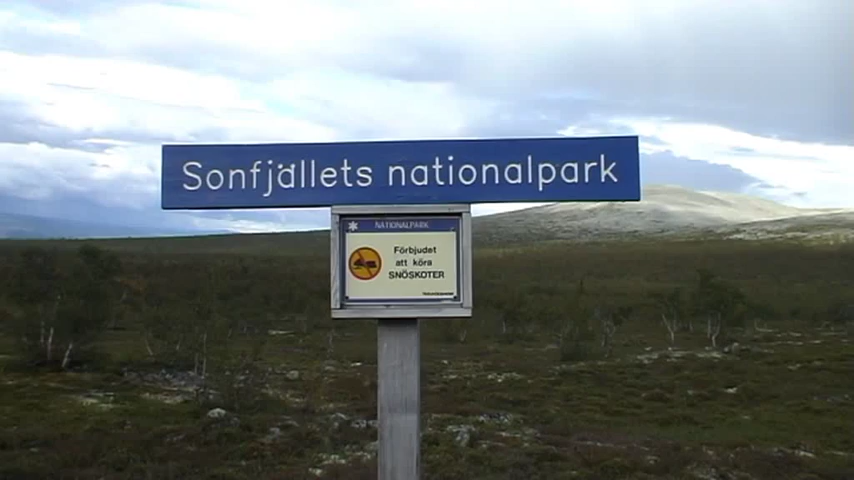 Sonfjällets nationalpark
NATIONALPARK
Förbjudet
att köra
SNÖSKOTER